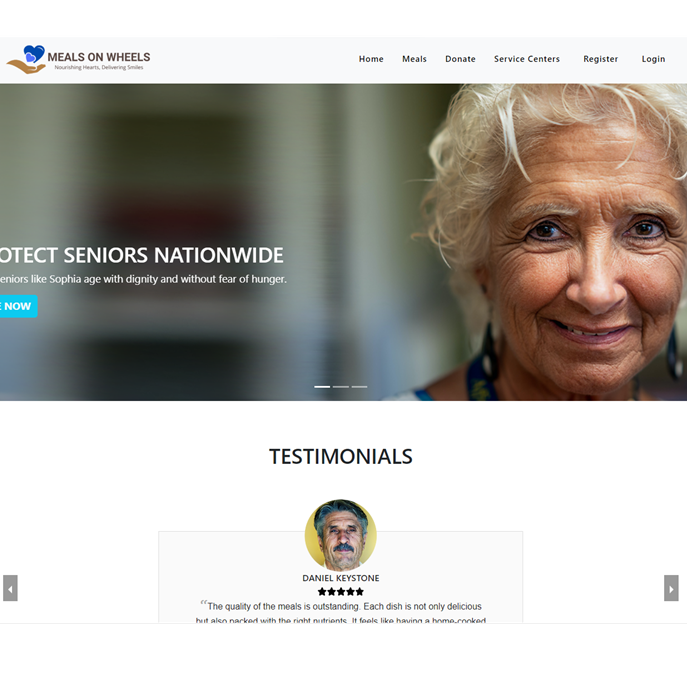 MEALS ON WHEELS
Nourishing Hearts, Delivering Smiles
Home Meals Donate Service Centers Register Login
OTECT SENIORS NATIONWIDE
eniors like Sophia age with dignity and without fear of hunger.
E NOW
TESTIMONIALS
DANIEL KEYSTONE
“The quality of the meals is outstanding. Each dish is not only delicious
but also packed with the right nutrients. It feels like having a home-cooked